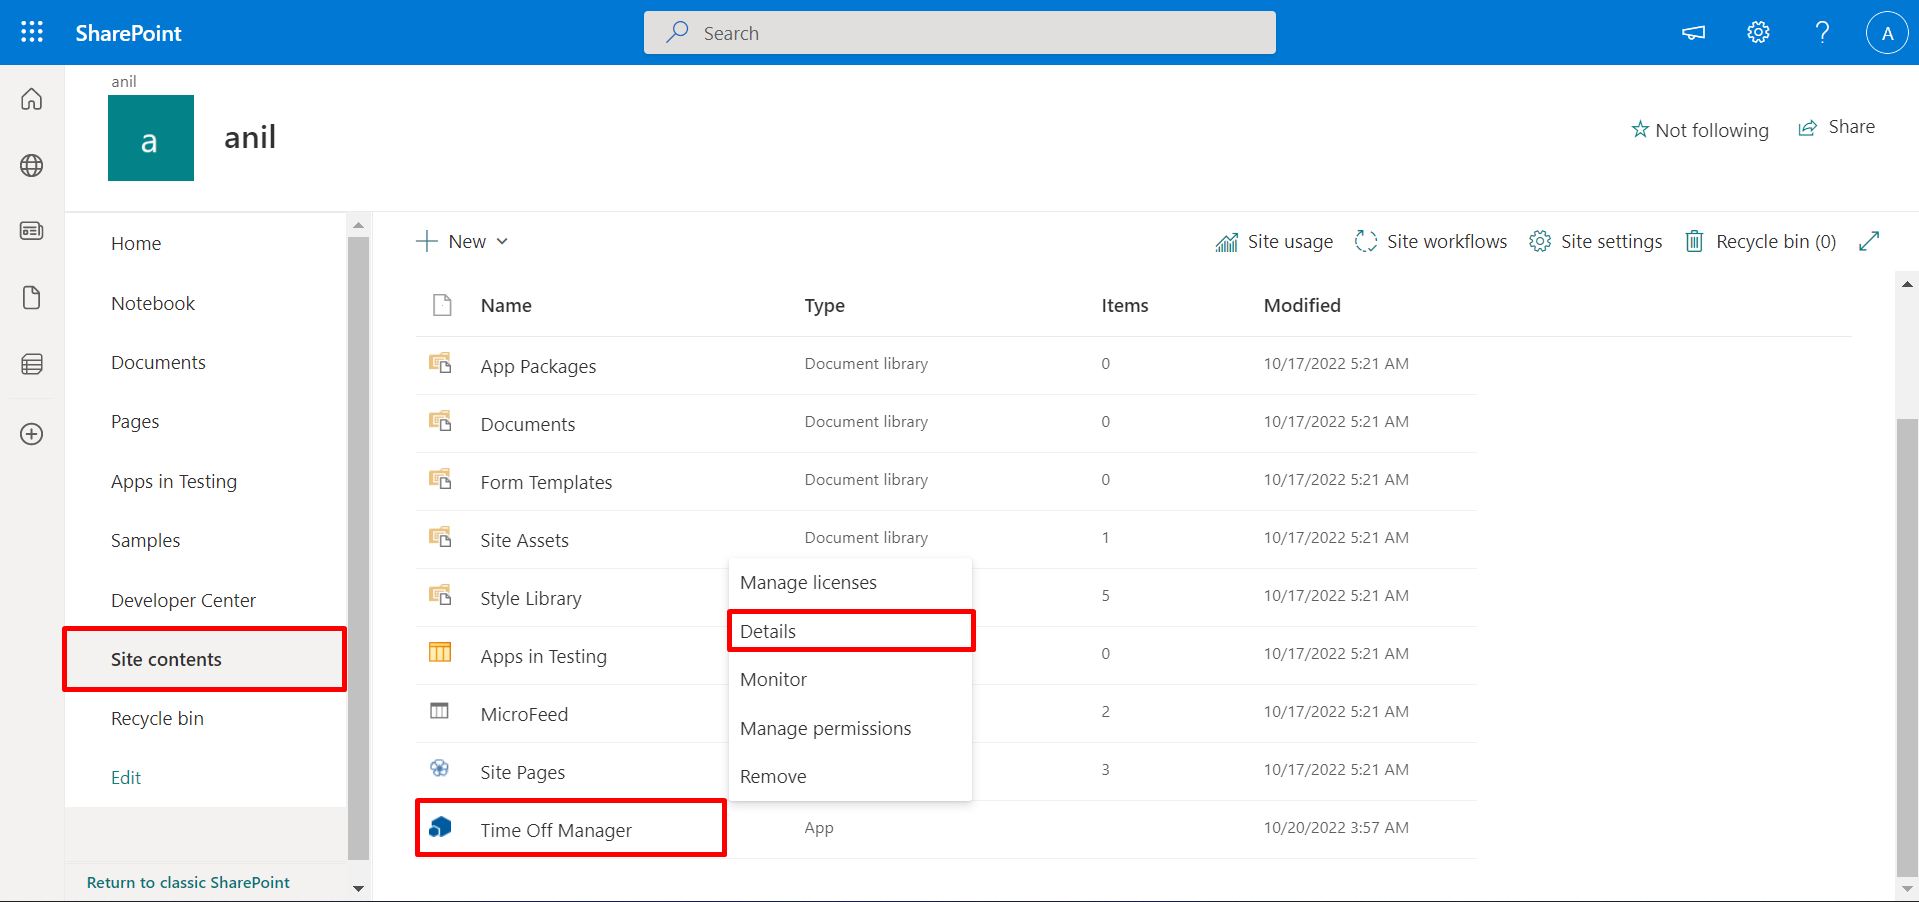 SharePoint
Search
A
anil
a
anil
Not following
Share
Home
Notebook
Documents
Pages
Apps in Testing
Samples
Developer Center
Site contents
Recycle bin
Edit
Return to classic SharePoint
New
Site usage
Site workflows
Site settings
Recycle bin (0)
Name Type Items Modified
App Packages Document library 0 10/17/2022 5:21 AM
Documents Document library 0 10/17/2022 5:21 AM
Form Templates Document library 0 10/17/2022 5:21 AM
Site Assets Document library 1 10/17/2022 5:21 AM
Style Library 5 10/17/2022 5:21 AM
Apps in Testing 0 10/17/2022 5:21 AM
MicroFeed 2 10/17/2022 5:21 AM
Site Pages 3 10/17/2022 5:21 AM
Time Off Manager App 10/20/2022 3:57 AM
Manage licenses
Details
Monitor
Manage permissions
Remove